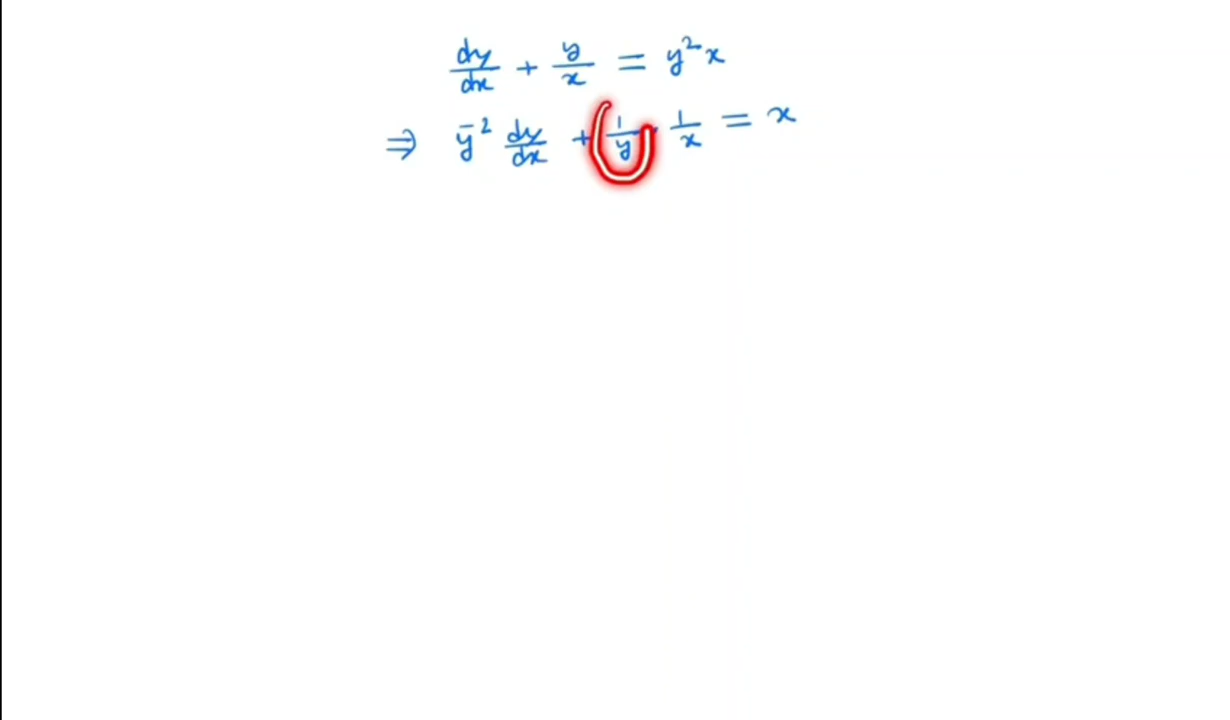 dy/dx + y/x = y²x
⇒ y⁻² dy/dx + 1/y · 1/x = x